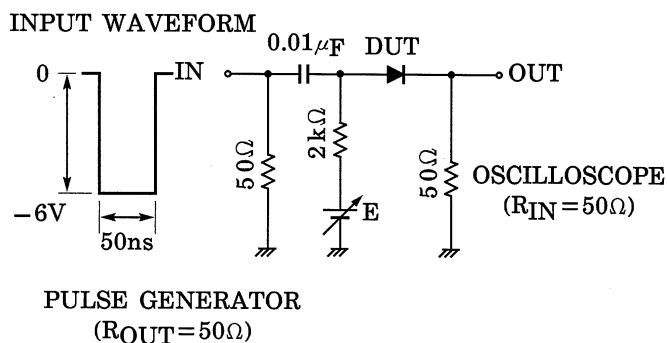 INPUT WAVEFORM
0
-6V
50ns
IN
0.01μF
DUT
OUT
50Ω
2kΩ
E
50Ω
OSCILLOSCOPE
(RIN=50Ω)
PULSE GENERATOR
(ROUT=50Ω)